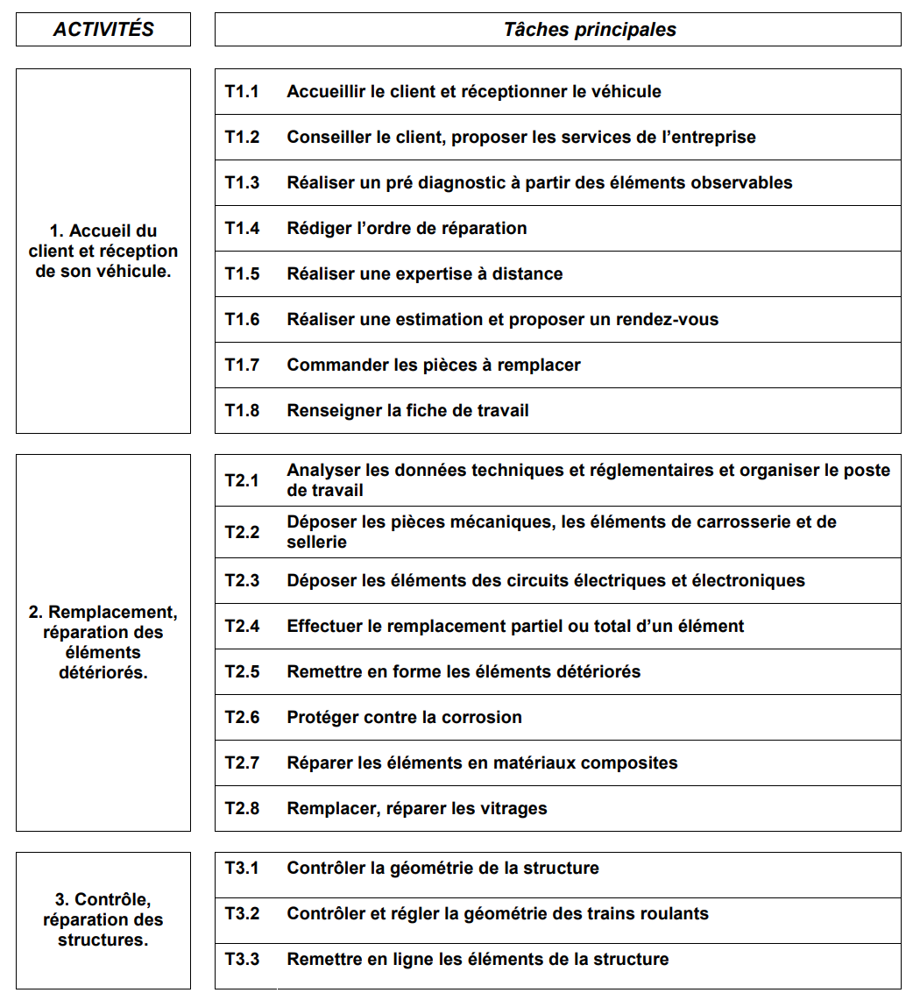 ACTIVITÉS
Tâches principales
1. Accueil du
client et réception
de son véhicule.
T1.1 Accueillir le client et réceptionner le véhicule
T1.2 Conseiller le client, proposer les services de l’entreprise
T1.3 Réaliser un pré diagnostic à partir des éléments observables
T1.4 Rédiger l’ordre de réparation
T1.5 Réaliser une expertise à distance
T1.6 Réaliser une estimation et proposer un rendez-vous
T1.7 Commander les pièces à remplacer
T1.8 Renseigner la fiche de travail
2. Remplacement,
réparation des
éléments
détériorés.
T2.1 Analyser les données techniques et réglementaires et organiser le poste
de travail
T2.2 Déposer les pièces mécaniques, les éléments de carrosserie et de
sellerie
T2.3 Déposer les éléments des circuits électriques et électroniques
T2.4 Effectuer le remplacement partiel ou total d’un élément
T2.5 Remettre en forme les éléments détériorés
T2.6 Protéger contre la corrosion
T2.7 Réparer les éléments en matériaux composites
T2.8 Remplacer, réparer les vitrages
3. Contrôle,
réparation des
structures.
T3.1 Contrôler la géométrie de la structure
T3.2 Contrôler et régler la géométrie des trains roulants
T3.3 Remettre en ligne les éléments de la structure